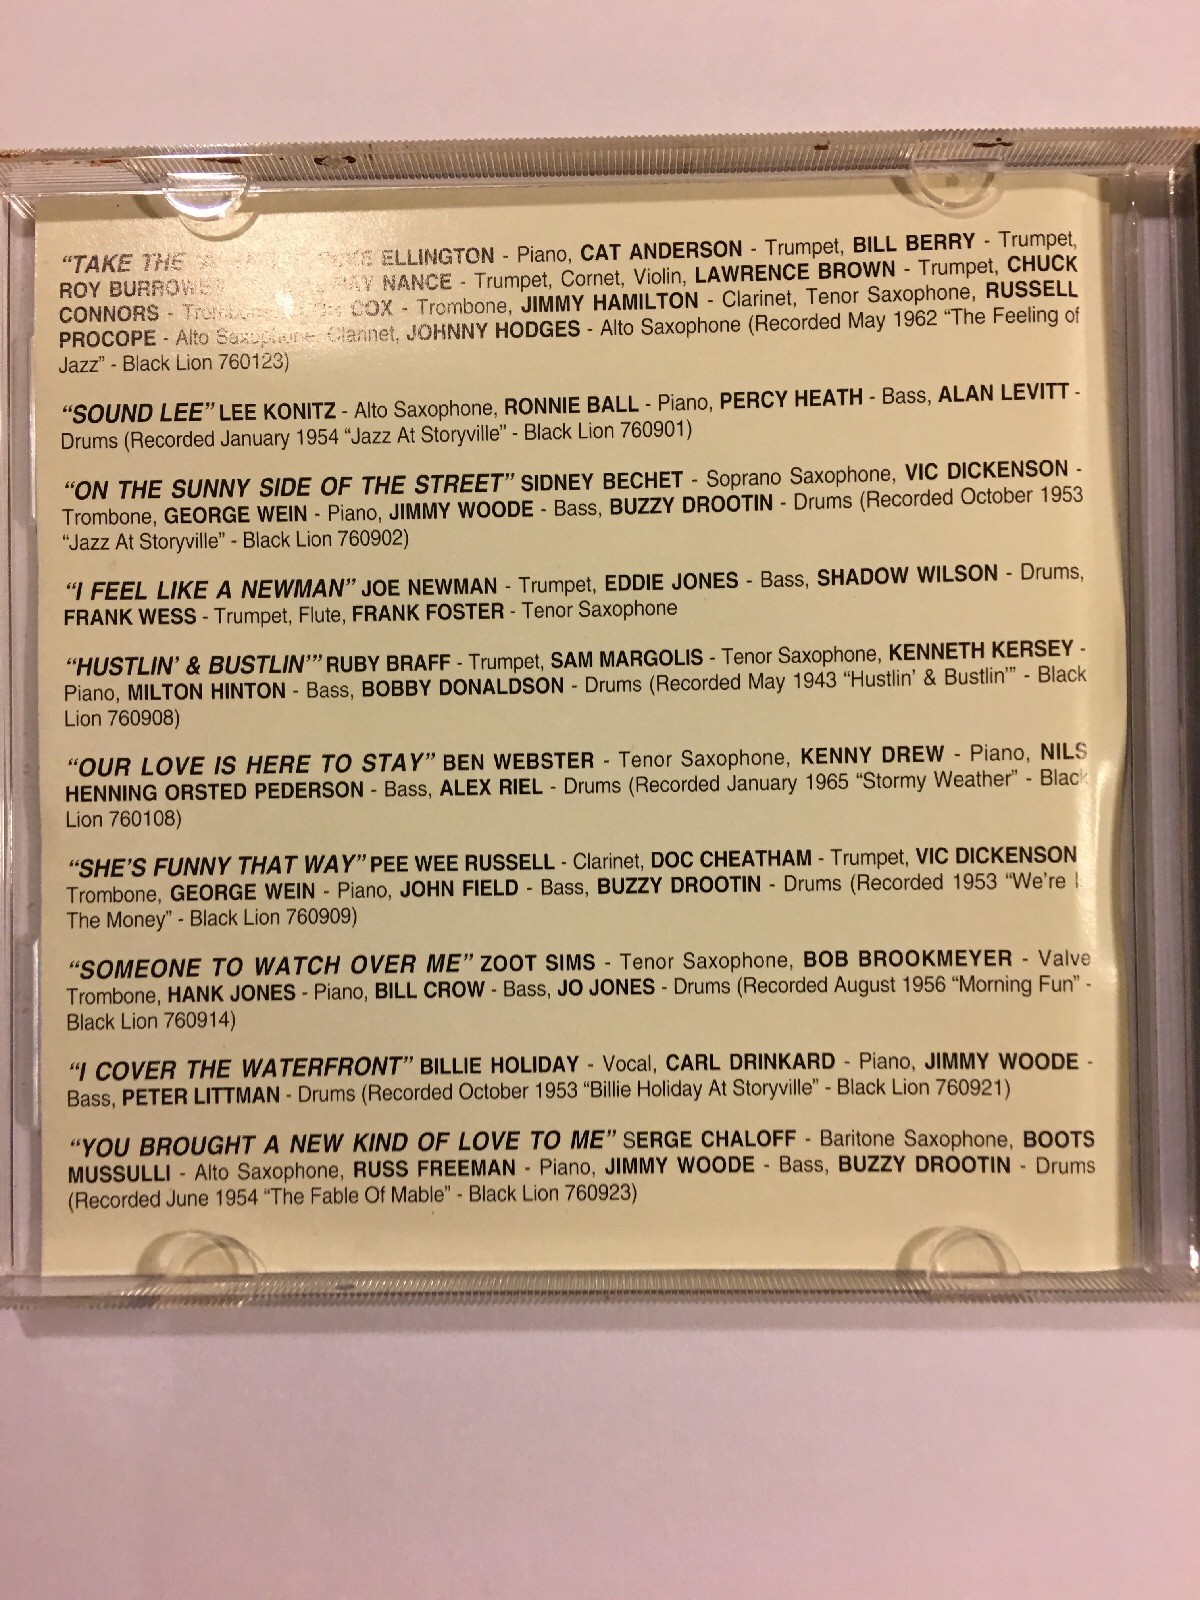 “TAKE THE ELLINGTON - Piano, CAT ANDERSON - Trumpet, BILL BERRY - Trumpet,
ROY BURROWES RAY NANCE - Trumpet, Cornet, Violin, LAWRENCE BROWN - Trumpet, CHUCK
CONNORS - Trombone, COX - Trombone, JIMMY HAMILTON - Clarinet, Tenor Saxophone, RUSSELL
PROCOPE - Alto Saxophone, Clarinet, JOHNNY HODGES - Alto Saxophone (Recorded May 1962 “The Feeling of
Jazz” - Black Lion 760123)
“SOUND LEE” LEE KONITZ - Alto Saxophone, RONNIE BALL - Piano, PERCY HEATH - Bass, ALAN LEVITT -
Drums (Recorded January 1954 “Jazz At Storyville” - Black Lion 760901)
“ON THE SUNNY SIDE OF THE STREET” SIDNEY BECHET - Soprano Saxophone, VIC DICKENSON -
Trombone, GEORGE WEIN - Piano, JIMMY WOODE - Bass, BUZZY DROOTIN - Drums (Recorded October 1953
“Jazz At Storyville” - Black Lion 760902)
“I FEEL LIKE A NEWMAN” JOE NEWMAN - Trumpet, EDDIE JONES - Bass, SHADOW WILSON - Drums,
FRANK WESS - Trumpet, Flute, FRANK FOSTER - Tenor Saxophone
“HUSTLIN’ & BUSTLIN’” RUBY BRAFF - Trumpet, SAM MARGOLIS - Tenor Saxophone, KENNETH KERSEY -
Piano, MILTON HINTON - Bass, BOBBY DONALDSON - Drums (Recorded May 1943 “Hustlin’ & Bustlin’” - Black
Lion 760908)
“OUR LOVE IS HERE TO STAY” BEN WEBSTER - Tenor Saxophone, KENNY DREW - Piano, NILS
HENNING ORSTED PEDERSON - Bass, ALEX RIEL - Drums (Recorded January 1965 “Stormy Weather” - Black
Lion 760108)
“SHE’S FUNNY THAT WAY” PEE WEE RUSSELL - Clarinet, DOC CHEATHAM - Trumpet, VIC DICKENSON
Trombone, GEORGE WEIN - Piano, JOHN FIELD - Bass, BUZZY DROOTIN - Drums (Recorded 1953 “We’re
The Money” - Black Lion 760909)
“SOMEONE TO WATCH OVER ME” ZOOT SIMS - Tenor Saxophone, BOB BROOKMEYER - Valve
Trombone, HANK JONES - Piano, BILL CROW - Bass, JO JONES - Drums (Recorded August 1956 “Morning Fun” -
Black Lion 760914)
“I COVER THE WATERFRONT” BILLIE HOLIDAY - Vocal, CARL DRINKARD - Piano, JIMMY WOODE -
Bass, PETER LITTMAN - Drums (Recorded October 1953 “Billie Holiday At Storyville” - Black Lion 760921)
“YOU BROUGHT A NEW KIND OF LOVE TO ME” SERGE CHALOFF - Baritone Saxophone, BOOTS
MUSSULLI - Alto Saxophone, RUSS FREEMAN - Piano, JIMMY WOODE - Bass, BUZZY DROOTIN - Drums
(Recorded June 1954 “The Fable Of Mable” - Black Lion 760923)